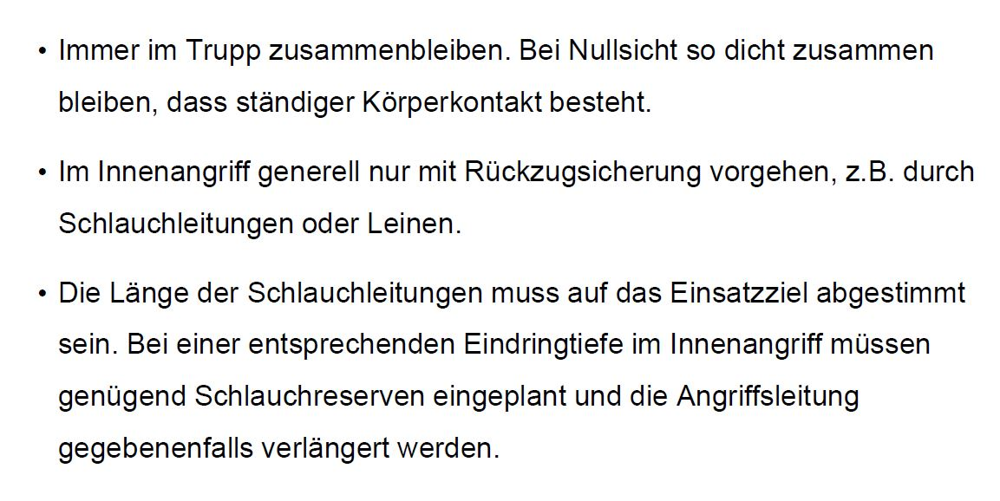 • Immer im Trupp zusammenbleiben. Bei Nullsicht so dicht zusammen
bleiben, dass ständiger Körperkontakt besteht.
• Im Innenangriff generell nur mit Rückzugsicherung vorgehen, z.B. durch
Schlauchleitungen oder Leinen.
• Die Länge der Schlauchleitungen muss auf das Einsatzziel abgestimmt
sein. Bei einer entsprechenden Eindringtiefe im Innenangriff müssen
genügend Schlauchreserven eingeplant und die Angriffsleitung
gegebenenfalls verlängert werden.